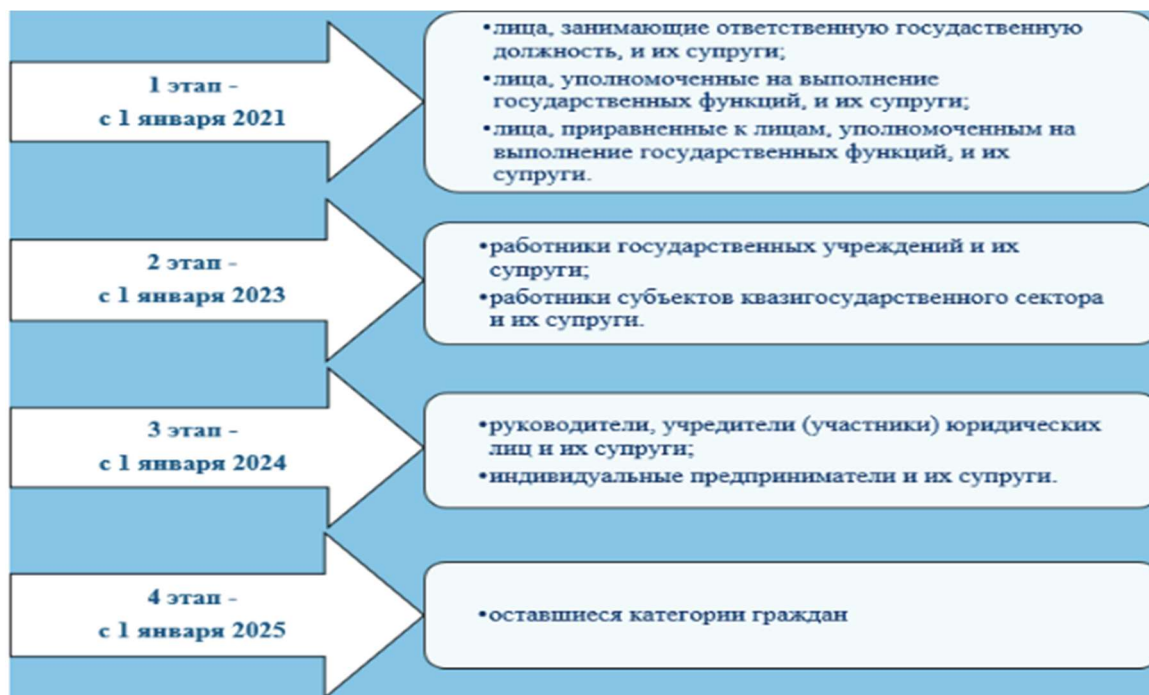 1 этап -
с 1 января 2021
•лица, занимающие ответственную государственную
должность, и их супруги;
•лица, уполномоченные на выполнение
государственных функций, и их супруги;
•лица, приравненные к лицам, уполномоченным на
выполнение государственных функций, и их
супруги.
2 этап -
с 1 января 2023
•работники государственных учреждений и их
супруги;
•работники субъектов квазигосударственного сектора
и их супруги.
3 этап -
с 1 января 2024
•руководители, учредители (участники) юридических
лиц и их супруги;
•индивидуальные предприниматели и их супруги.
4 этап -
с 1 января 2025
•оставшиеся категории граждан